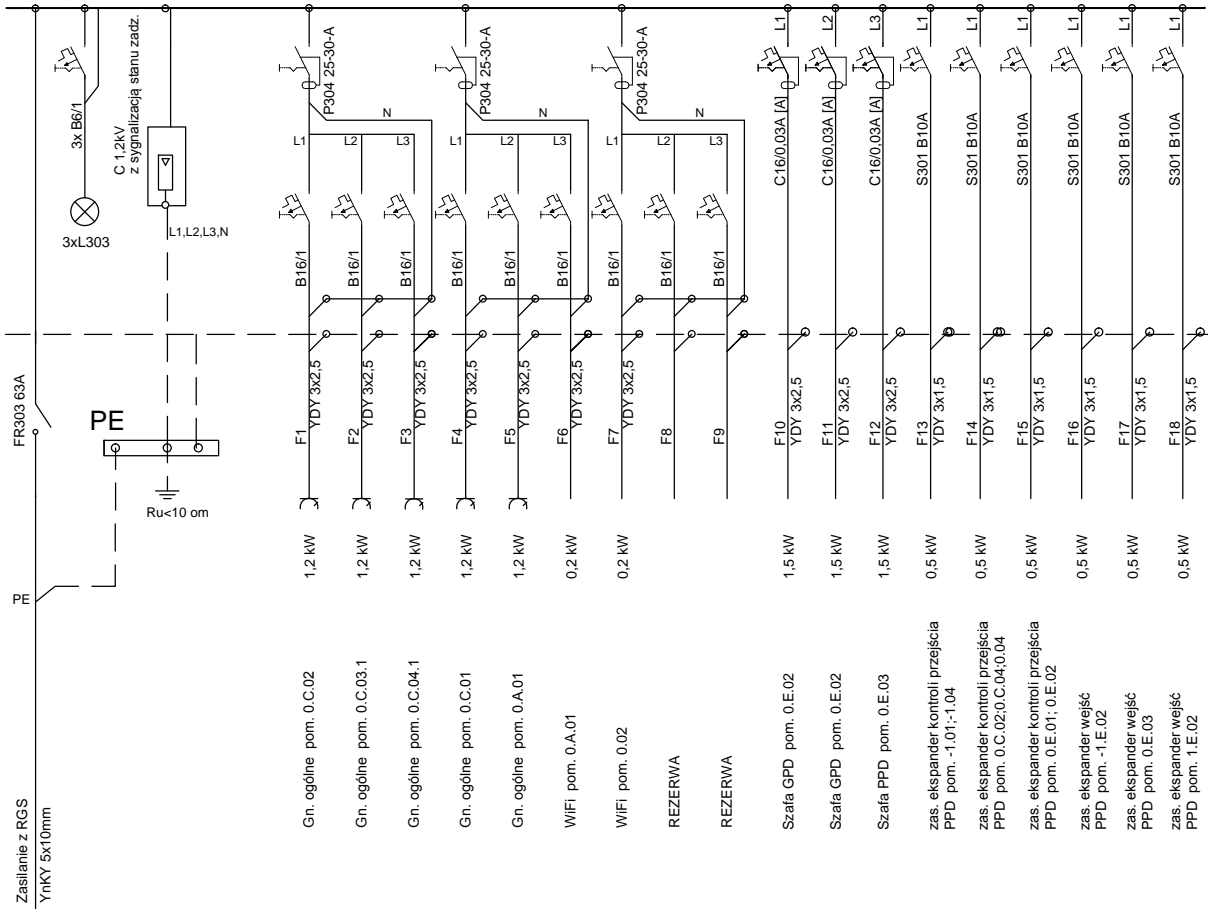 Zasilanie z RGS
YnKY 5x10mm
PE
FR303 63A
PE
Ru<10 om
3x B6/1
3xL303
C 1,2kV
z sygnalizacją stanu zadz.
L1,L2,L3,N
P304 25-30-A
N
L1
L2
L3
B16/1
B16/1
B16/1
P304 25-30-A
N
L1
L2
L3
B16/1
B16/1
B16/1
P304 25-30-A
N
L1
L2
L3
B16/1
B16/1
B16/1
L1
C16/0,03A [A]
L2
C16/0,03A [A]
L3
C16/0,03A [A]
L1
S301 B10A
L1
S301 B10A
L1
S301 B10A
L1
S301 B10A
L1
S301 B10A
L1
S301 B10A
F1
YDY 3x2,5
F2
YDY 3x2,5
F3
YDY 3x2,5
F4
YDY 3x2,5
F5
YDY 3x2,5
F6
YDY 3x2,5
F7
YDY 3x2,5
F8
F9
F10
YDY 3x2,5
F11
YDY 3x2,5
F12
YDY 3x2,5
F13
YDY 3x1,5
F14
YDY 3x1,5
F15
YDY 3x1,5
F16
YDY 3x1,5
F17
YDY 3x1,5
F18
YDY 3x1,5
1,2 kW
1,2 kW
1,2 kW
1,2 kW
1,2 kW
0,2 kW
0,2 kW
1,5 kW
1,5 kW
1,5 kW
0,5 kW
0,5 kW
0,5 kW
0,5 kW
0,5 kW
0,5 kW
Gn. ogólne pom. 0.C.02
Gn. ogólne pom. 0.C.03.1
Gn. ogólne pom. 0.C.04.1
Gn. ogólne pom. 0.C.01
Gn. ogólne pom. 0.A.01
WiFi pom. 0.A.01
WiFi pom. 0.02
REZERWA
REZERWA
Szafa GPD pom. 0.E.02
Szafa GPD pom. 0.E.02
Szafa PPD pom. 0.E.03
zas. ekspander kontroli przejścia
PPD pom. -1.01;-1.04
zas. ekspander kontroli przejścia
PPD pom. 0.C.02;0.C.04;0.04
zas. ekspander kontroli przejścia
PPD pom. 0.E.01; 0.E.02
zas. ekspander wejść
PPD pom. -1.E.02
zas. ekspander wejść
PPD pom. 0.E.03
zas. ekspander wejść
PPD pom. 1.E.02